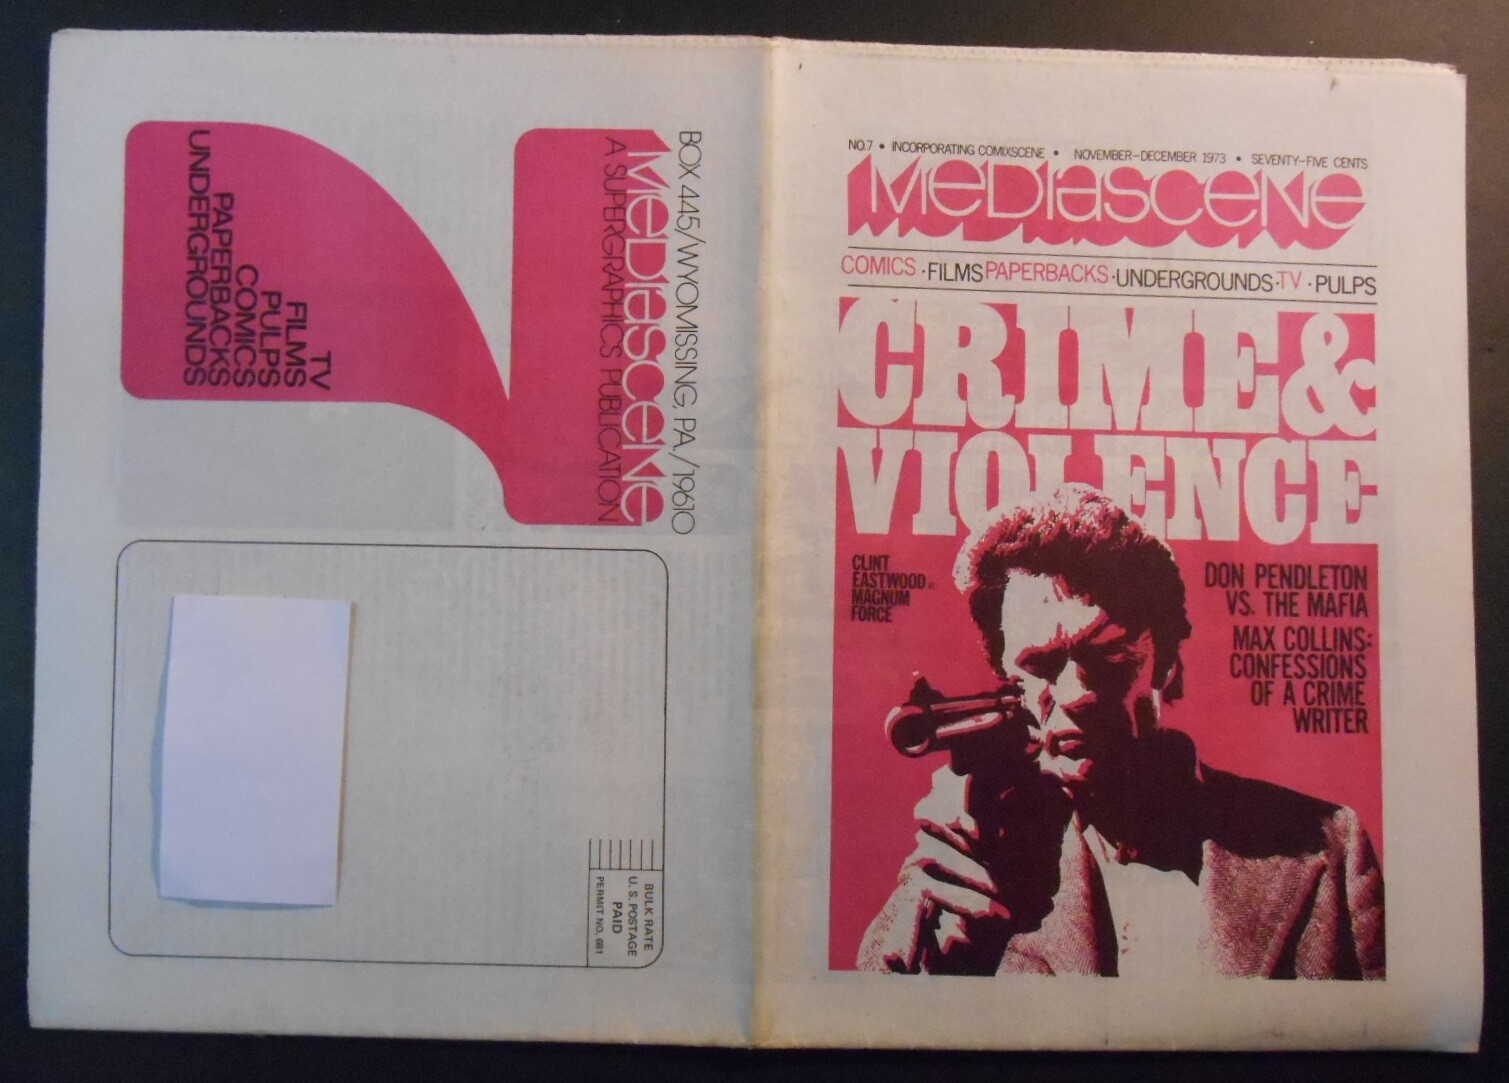 NO.7 • INCORPORATING COMIXSCENE • NOVEMBER-DECEMBER 1973 • SEVENTY-FIVE CENTS
MEDIASCENE
COMICS · FILMS PAPERBACKS · UNDERGROUNDS · TV · PULPS
CRIME &
VIOLENCE
CLINT
EASTWOOD in
MAGNUM
FORCE
DON PENDLETON
VS. THE MAFIA
MAX COLLINS:
CONFESSIONS
OF A CRIME
WRITER
BOX 445/WYOMISSING, PA./19610
MEDIASCENE
A SUPERGRAPHICS PUBLICATION
7
TV
FILMS
PULPS
COMICS
PAPERBACKS
UNDERGROUNDS
BULK RATE
U. S. POSTAGE
PAID
PERMIT NO. 681